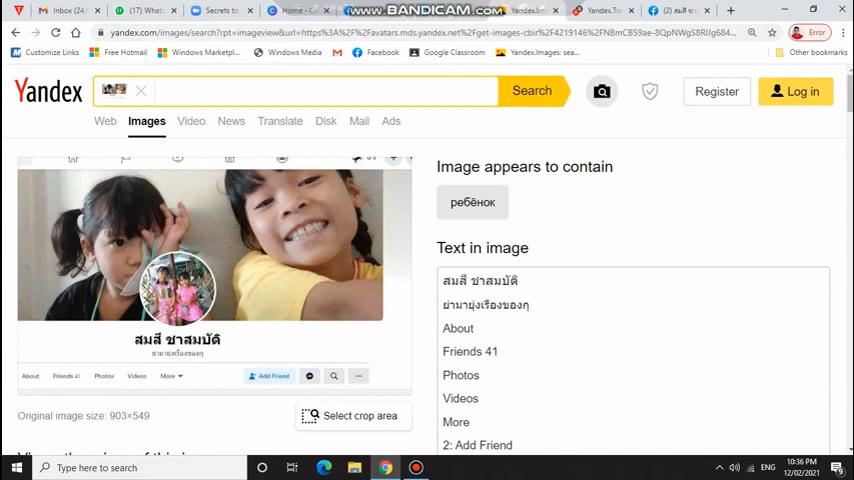 Inbox (24,
(17) Whats
Secrets to
Home - C
WWW.BANDICAM.COM
Yandex.Im
Yandex.Tra
(2) สมสี ชา
yandex.com/images/search?rpt=imageview&url=https%3A%2F%2Favatars.mds.yandex.net%2Fget-images-cbir%2F4219146%2FNBmCB59ae-8QpNWgS8RUJg684...
Error
Customize Links
Free Hotmail
Windows Marketpl...
Windows Media
Facebook
Google Classroom
Yandex.Images: sea...
Other bookmarks
Yandex
Search
Register
Log in
Web
Images
Video
News
Translate
Disk
Mail
Ads
Image appears to contain
ребёнок
Text in image
สมสี ชาสมบัติ
ย่ามายุ่งเรืองของกุ
About
Friends 41
Photos
Videos
More
2: Add Friend
สมสี ชาสมบัติ
About
Friends 41
Photos
Videos
More
Add Friend
Original image size: 903×549
Select crop area
Type here to search
ENG
10:36 PM
12/02/2021
9